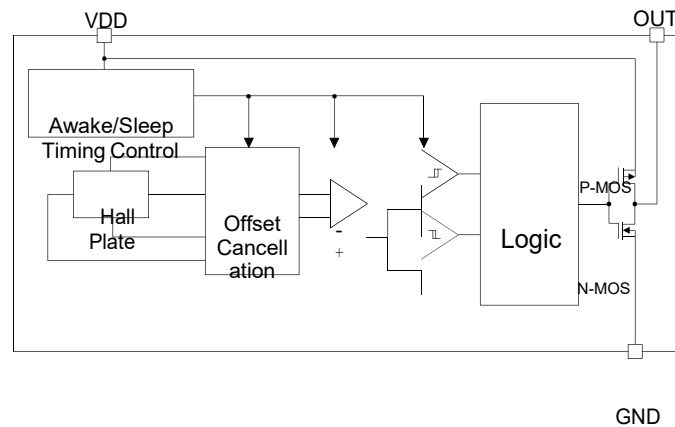 VDD
OUT
Awake/Sleep
Timing Control
P-MOS
Hall
Plate
Offset
Cancell
ation
-
+
Logic
N-MOS
GND